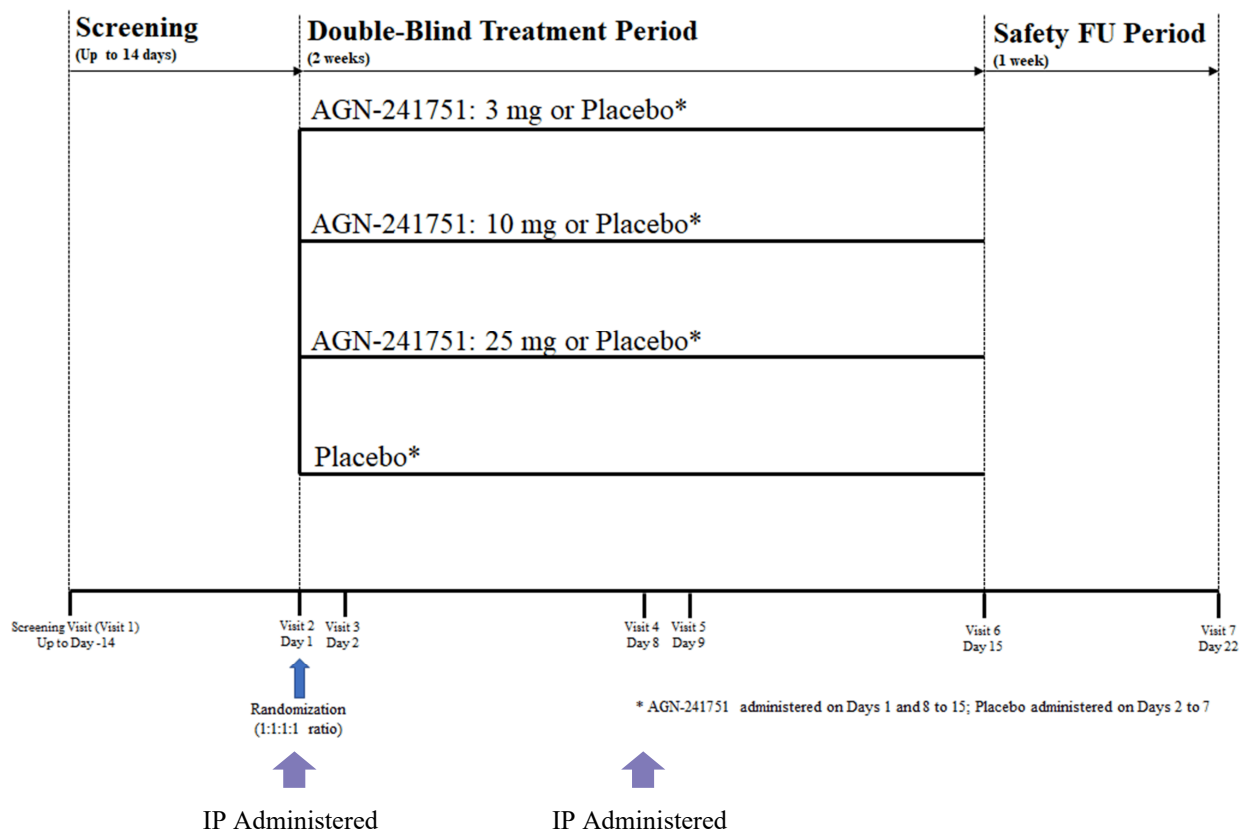 Screening
(Up to 14 days)
Double-Blind Treatment Period
(2 weeks)
Safety FU Period
(1 week)
AGN-241751: 3 mg or Placebo*
AGN-241751: 10 mg or Placebo*
AGN-241751: 25 mg or Placebo*
Placebo*
Screening Visit (Visit 1)
Up to Day -14
Visit 2
Day 1
Visit 3
Day 2
Visit 4
Day 8
Visit 5
Day 9
Visit 6
Day 15
Visit 7
Day 22
Randomization
(1:1:1:1 ratio)
* AGN-241751 administered on Days 1 and 8 to 15; Placebo administered on Days 2 to 7
IP Administered
IP Administered